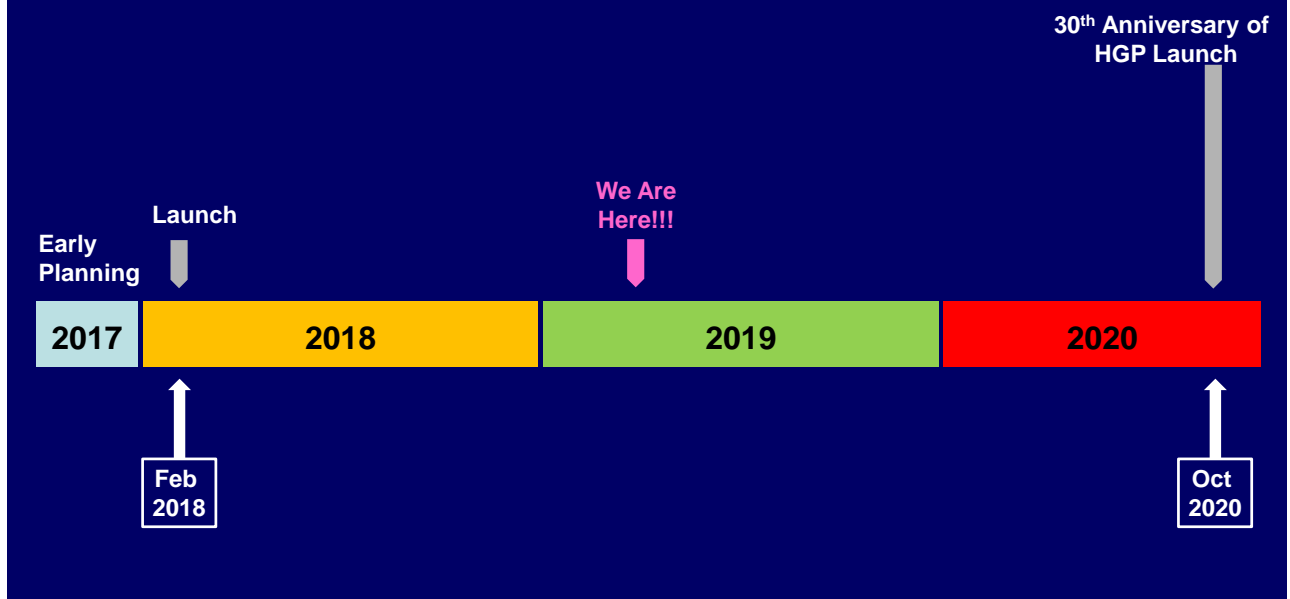 30th Anniversary of
HGP Launch
We Are
Here!!!
Launch
Early
Planning
2017
2018
2019
2020
Feb
2018
Oct
2020